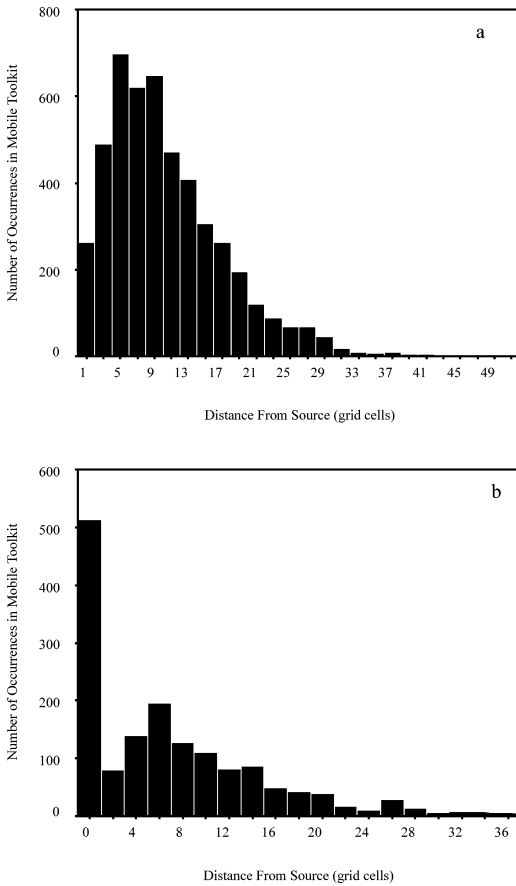 a
Number of Occurrences in Mobile Toolkit
800
600
400
200
0
1 5 9 13 17 21 25 29 33 37 41 45 49
Distance From Source (grid cells)
b
Number of Occurrences in Mobile Toolkit
600
500
400
300
200
100
0
0 4 8 12 16 20 24 28 32 36
Distance From Source (grid cells)